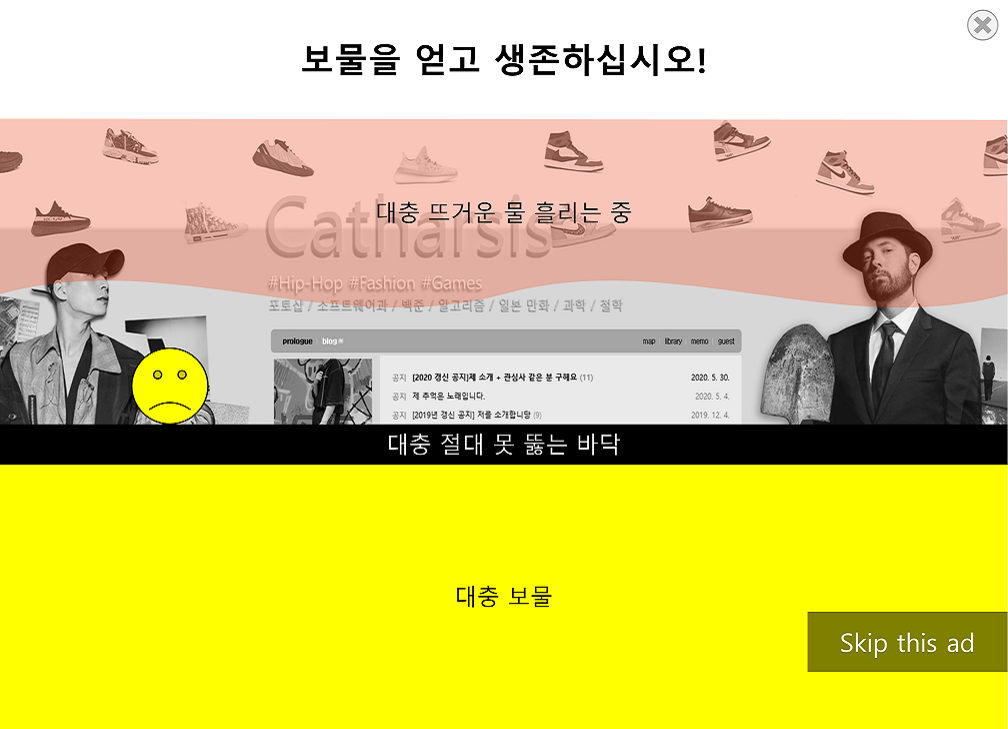 보물을 얻고 생존하십시오!
Catharsis
대충 뜨거운 물 흘리는 중
#Hip-Hop #Fashion #Games
포토샵 / 소프트웨어과 / 백준 / 알고리즘 / 일본 만화 / 과학 / 철학
prologue blog map library memo guest
공지 [2020 갱신 공지]제 소개 + 관심사 같은 분 구해요 (11) 2020. 5. 30.
공지 제 추억은 노래입니다. 2020. 5. 4.
공지 [2019년 갱신 공지] 저를 소개합니당 (9) 2019. 12. 4.
대충 절대 못 뚫는 바닥
대충 보물
Skip this ad